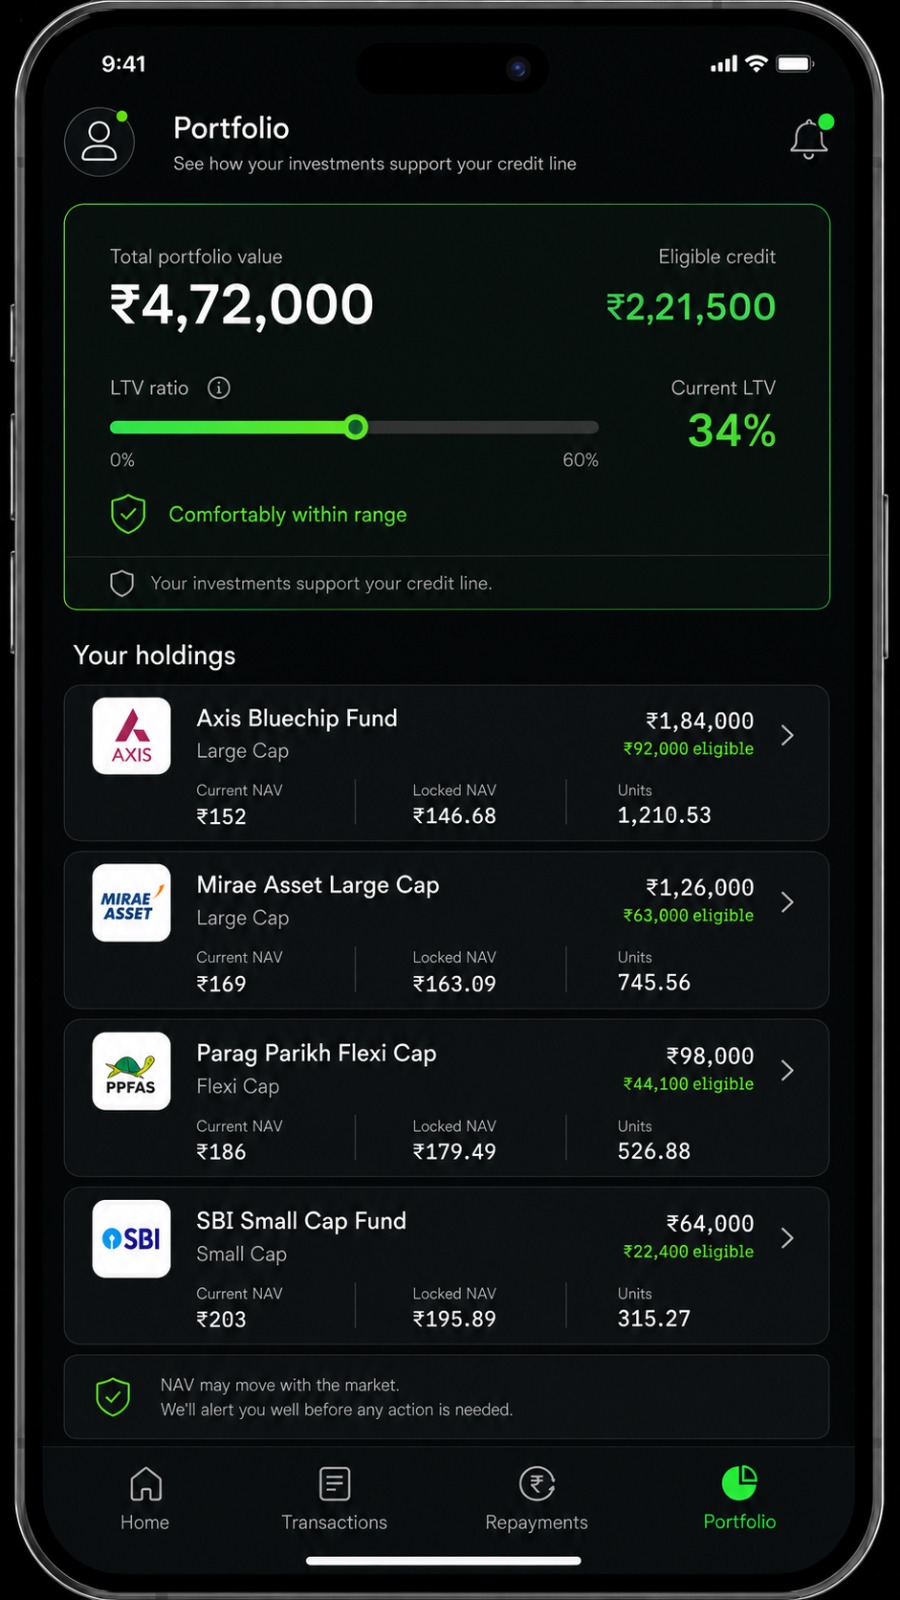 9:41
Portfolio
See how your investments support your credit line
Total portfolio value
Eligible credit
₹4,72,000
₹2,21,500
LTV ratio
Current LTV
34%
0%
60%
Comfortably within range
Your investments support your credit line.
Your holdings
AXIS
Axis Bluechip Fund
Large Cap
₹1,84,000
₹92,000 eligible
Current NAV
₹152
Locked NAV
₹146.68
Units
1,210.53
MIRAE
ASSET
Mirae Asset Large Cap
Large Cap
₹1,26,000
₹63,000 eligible
Current NAV
₹169
Locked NAV
₹163.09
Units
745.56
PPFAS
Parag Parikh Flexi Cap
Flexi Cap
₹98,000
₹44,100 eligible
Current NAV
₹186
Locked NAV
₹179.49
Units
526.88
SBI
SBI Small Cap Fund
Small Cap
₹64,000
₹22,400 eligible
Current NAV
₹203
Locked NAV
₹195.89
Units
315.27
NAV may move with the market.
We'll alert you well before any action is needed.
Home
Transactions
Repayments
Portfolio